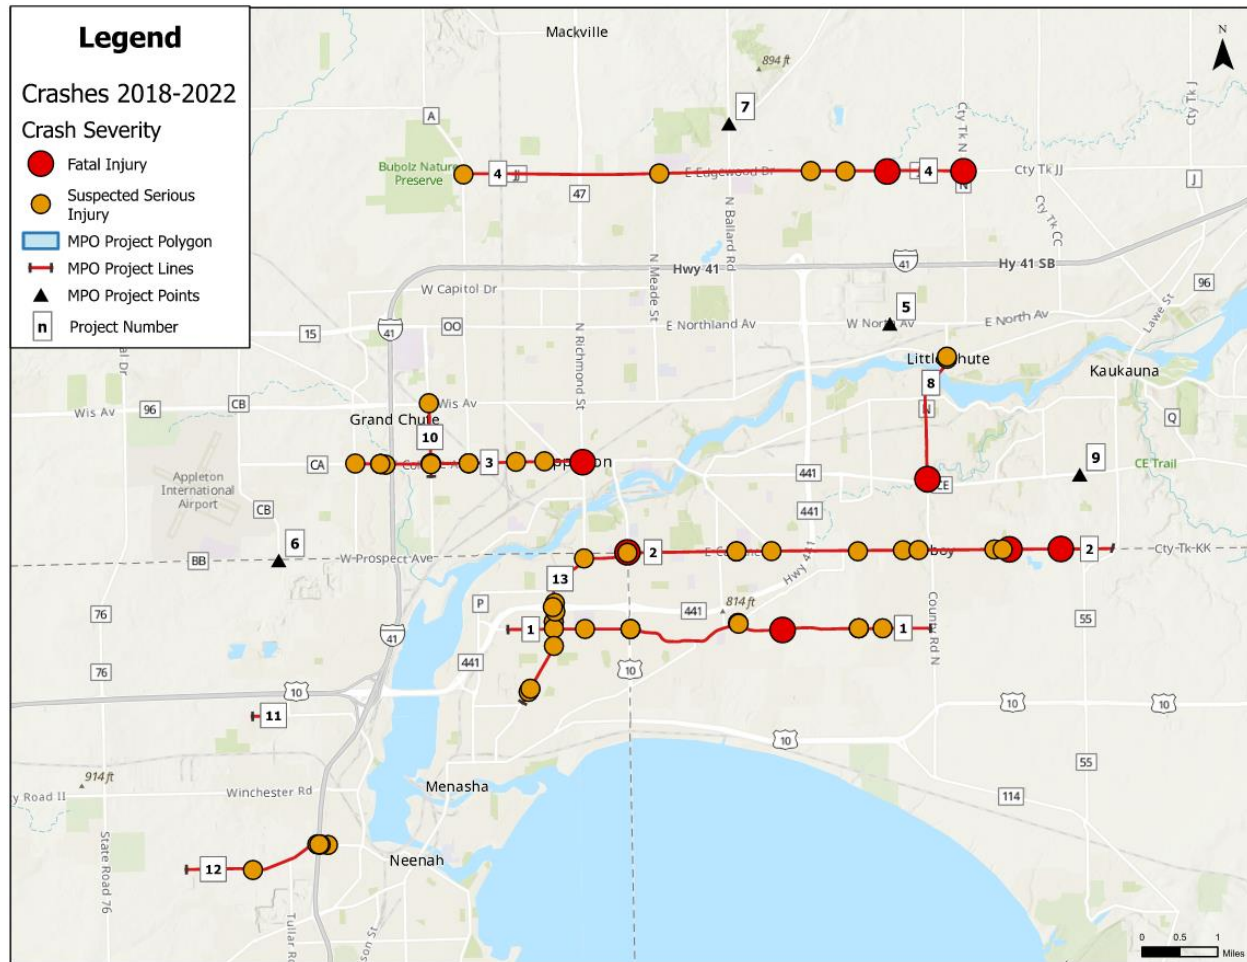 Legend
Crashes 2018-2022
Crash Severity
Fatal Injury
Suspected Serious
Injury
MPO Project Polygon
MPO Project Lines
MPO Project Points
n
Project Number
Mackville
894 ft
N
7
A
Cty Tk N
Cty Tk J
Bubolz Nature
Preserve
4
JJ
E Edgewood Dr
4
N
Cty Tk JJ
J
47
N Ballard Rd
Cty Tk CC
N Meade St
41
Hwy 41
Hy 41 SB
W Capitol Dr
96
15
OO
41
N Richmond St
E Northland Av
5
W North Av
E North Av
Lawe St
Little Chute
Kaukauna
8
Wis Av
96
CB
Wis Av
Grand Chute
N
Q
10
CA
3
441
9
CE
CE Trail
Appleton
International
Airport
CB
441
6
BB
W Prospect Ave
2
2
Cty Tk KK
Hwy 441
13
P
441
814 ft
1
1
County Rd N
55
76
41
441
10
76
10
10
10
11
10
55
914 ft
Winchester Rd
Menasha
114
State Road 76
12
Neenah
Tullar Rd
0
0.5
1
Miles